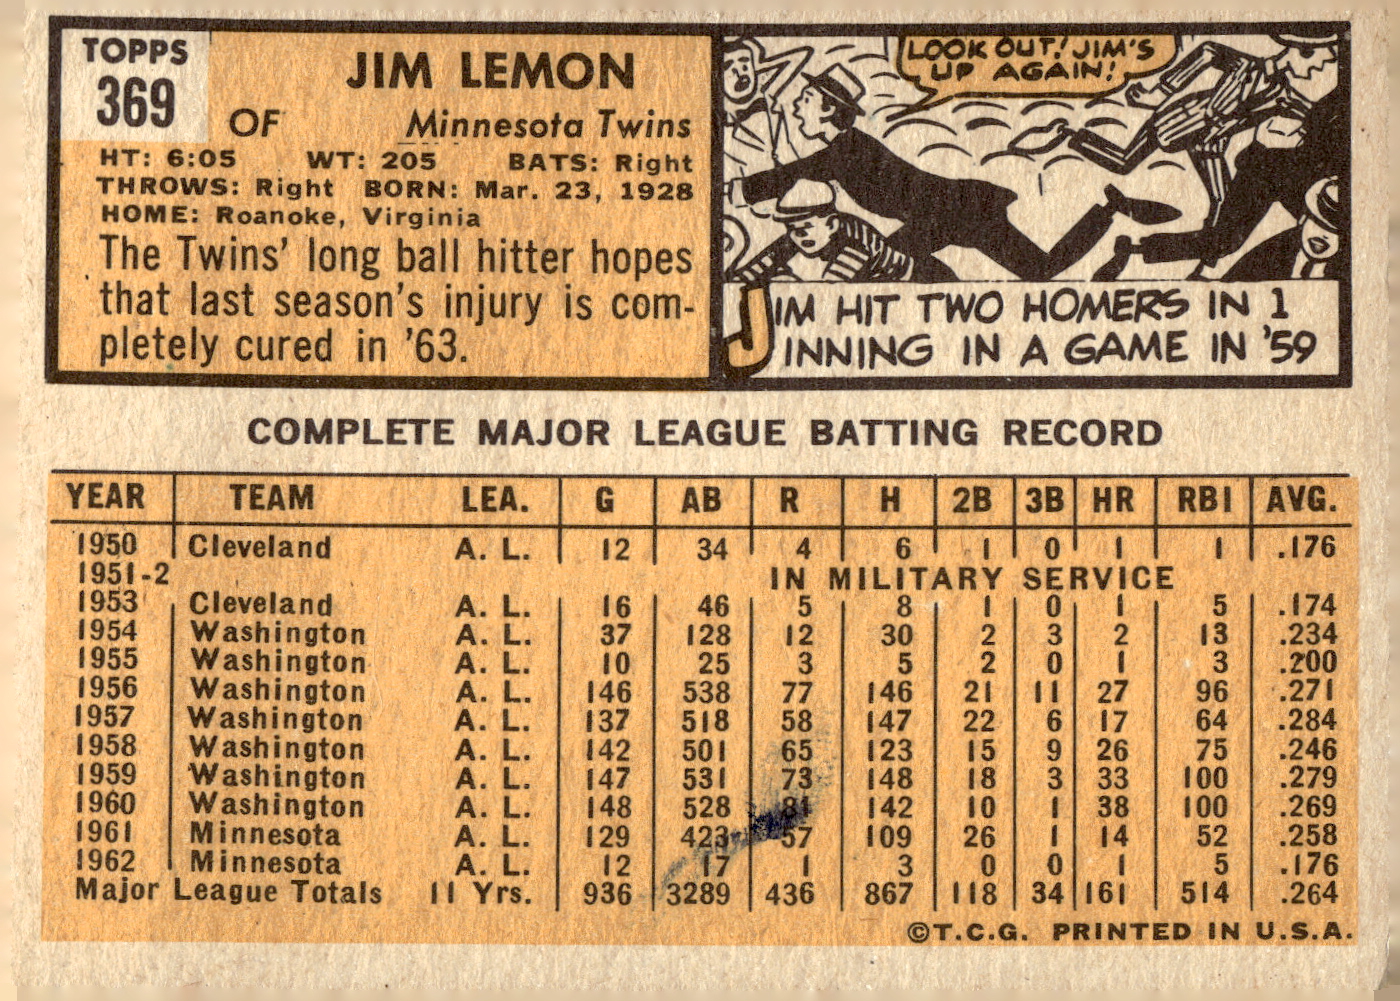 TOPPS
369
JIM LEMON
OF Minnesota Twins
HT: 6:05 WT: 205 BATS: Right
THROWS: Right BORN: Mar. 23, 1928
HOME: Roanoke, Virginia
The Twins' long ball hitter hopes
that last season's injury is com-
pletely cured in '63.
LOOK OUT! JIM'S
UP AGAIN!
JIM HIT TWO HOMERS IN 1
INNING IN A GAME IN '59
COMPLETE MAJOR LEAGUE BATTING RECORD
YEAR TEAM LEA. G AB R H 2B 3B HR RBI AVG.
1950 Cleveland A. L. 12 34 4 6 1 0 1 1 .176
1951-2 IN MILITARY SERVICE
1953 Cleveland A. L. 16 46 5 8 1 0 1 5 .174
1954 Washington A. L. 37 128 12 30 2 3 2 13 .234
1955 Washington A. L. 10 25 3 5 2 0 1 3 .200
1956 Washington A. L. 146 538 77 146 21 11 27 96 .271
1957 Washington A. L. 137 518 58 147 22 6 17 64 .284
1958 Washington A. L. 142 501 65 123 15 9 26 75 .246
1959 Washington A. L. 147 531 73 148 18 3 33 100 .279
1960 Washington A. L. 148 528 81 142 10 1 38 100 .269
1961 Minnesota A. L. 129 423 57 109 26 1 14 52 .258
1962 Minnesota A. L. 12 17 1 3 0 0 1 5 .176
Major League Totals 11 Yrs. 936 3289 436 867 118 34 161 514 .264
©T.C.G. PRINTED IN U.S.A.